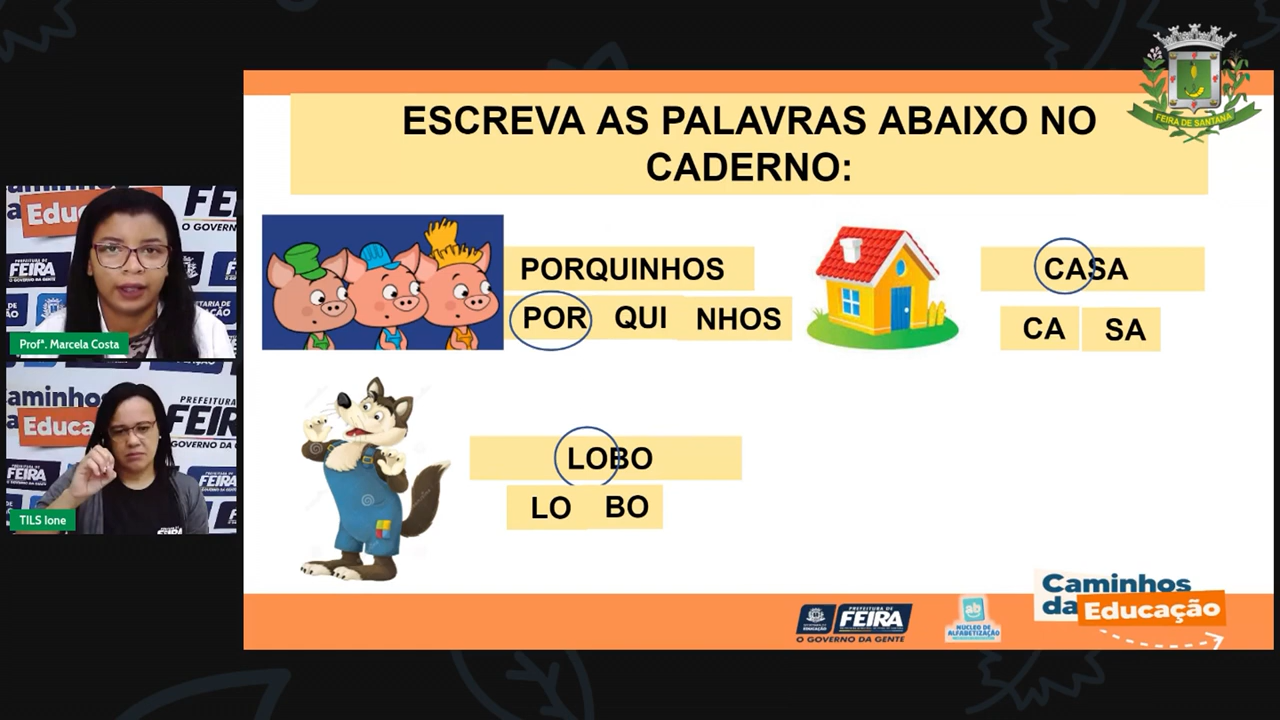 ESCREVA AS PALAVRAS ABAIXO NO
CADERNO:
FEIRA DE SANTANA
PORQUINHOS
POR QUI NHOS
CASA
CA SA
LOBO
LO BO
Profª. Marcela Costa
TILS Ione
PREFEITURA DE
FEIRA
O GOVERNO DA GENTE
ab
NÚCLEO DE
ALFABETIZAÇÃO
Caminhos
da Educação